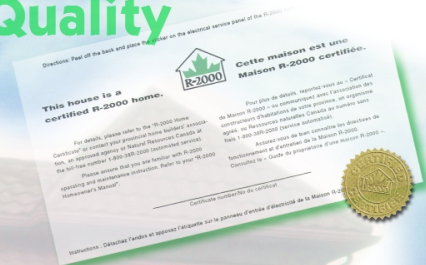 Quality
Directions: Peel off the back and place the sticker on the electrical service panel of the R-2000
R-2000
This house is a
certified R-2000 home.
For details, please refer to the "R-2000 Home
Certificate" or contact your provincial home builders' associa-
tion, an approved agency or Natural Resources Canada at
the toll-free number 1-800-387-2000 (automated service).
Please ensure that you are familiar with R-2000
operating and maintenance instruction. Refer to your "R-2000
Homeowner's Manual".
Cette maison est une
Maison R-2000 certifiée.
Pour plus de détails, reportez-vous au « Certificat
de Maison R-2000 » ou communiquez avec l'association des
constructeurs d'habitations de votre province, un organisme
agréé, ou Ressources naturelles Canada au numéro sans
frais 1-800-387-2000 (service automatisé).
Assurez-vous de bien connaître les directives de
fonctionnement et d'entretien de la Maison R-2000.
Consultez le « Guide du propriétaire d'une maison R-2000 ».
Certificate number/No du certificat
Instructions : Détachez l'endos et apposez l'étiquette sur le panneau d'entrée d'électricité de la Maison R-
CERTIFIED
R-2000